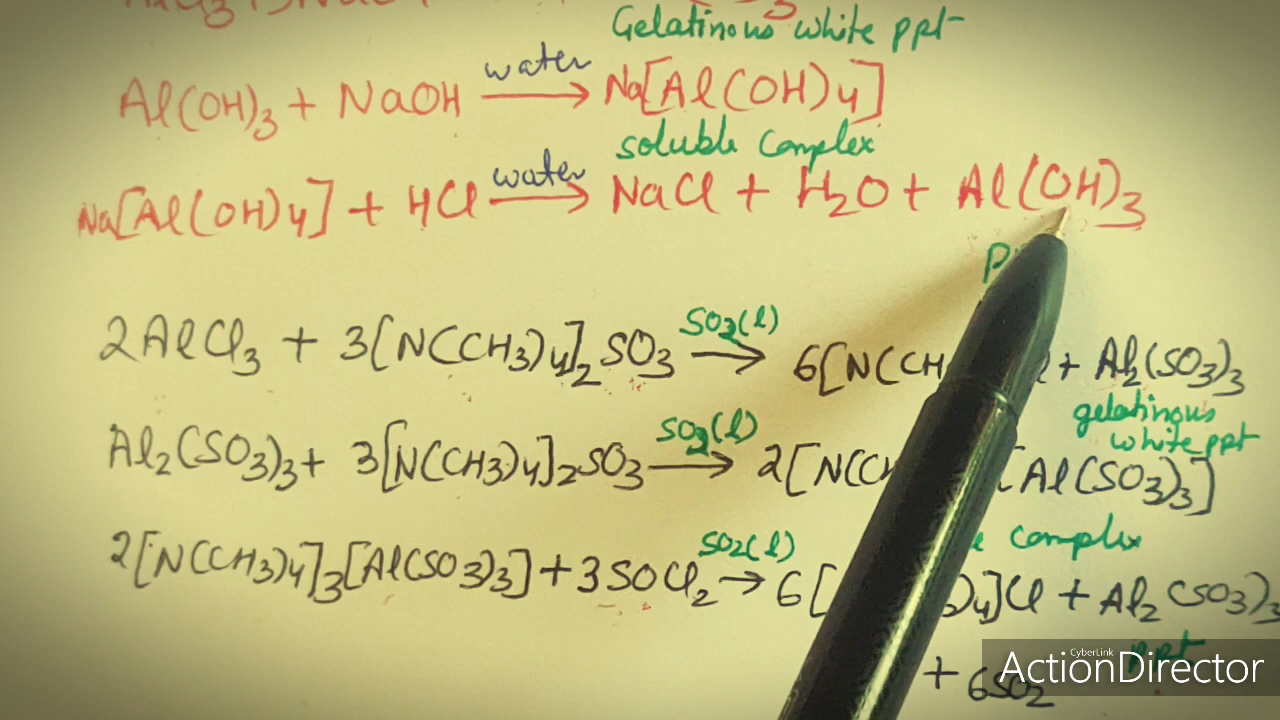 Gelatinous white ppt
Al(OH)3 + NaOH water → Na[Al(OH)4]
soluble complex
Na[Al(OH)4] + HCl water → NaCl + H2O + Al(OH)3
2AlCl3 + 3[N(CH3)4]2SO3 SO2(l) → 6[N(CH + Al2(SO3)3
gelatinous
white ppt
Al2(SO3)3 + 3[N(CH3)4]2SO3 SO2(l) → 2[N(CH [Al(SO3)3]
complex
2[N(CH3)4]3[Al(SO3)3] + 3SOCl2 SO2(l) → 6[ )4]Cl + Al2(SO3)3
ppt
+ 6SO2
CyberLink
ActionDirector